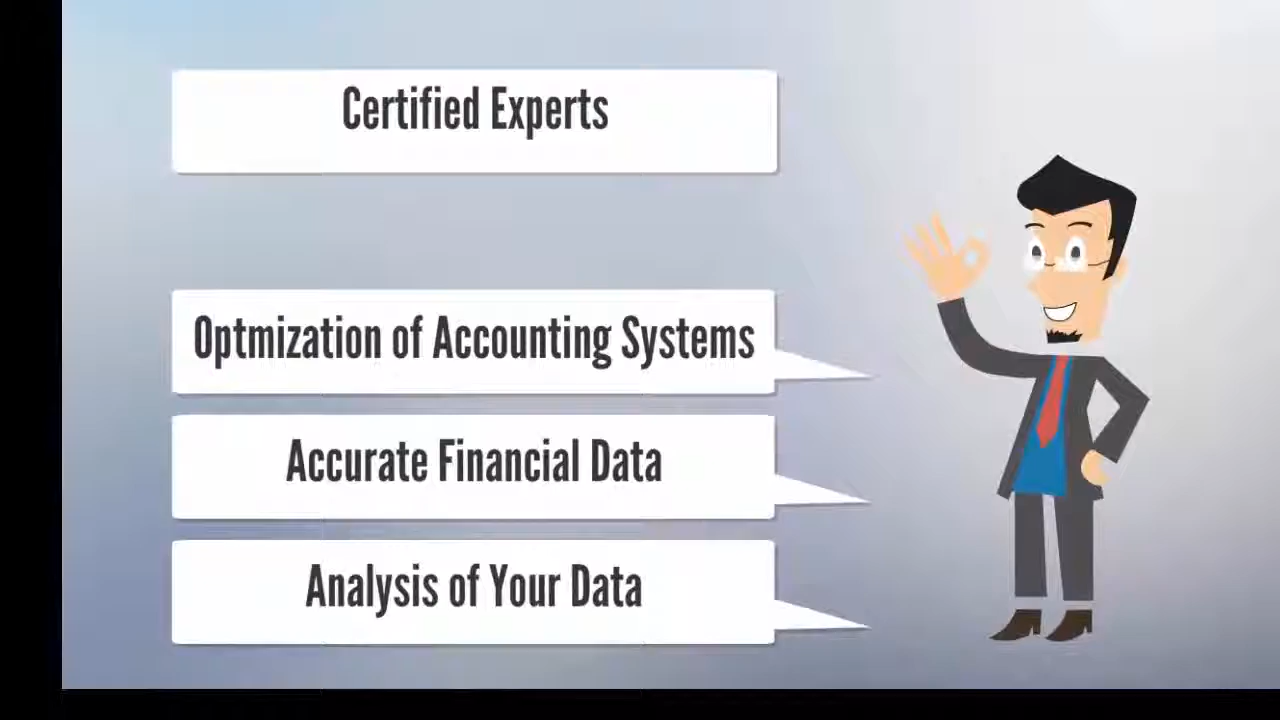 Certified Experts
Optmization of Accounting Systems
Accurate Financial Data
Analysis of Your Data